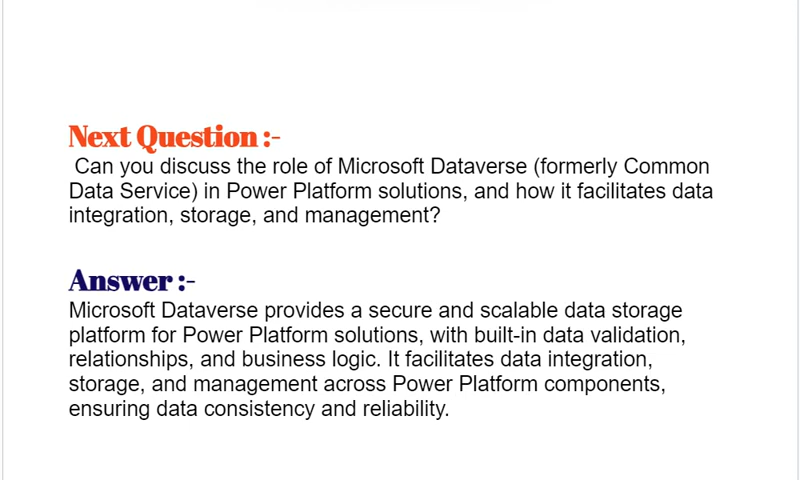 Next Question :-
Can you discuss the role of Microsoft Dataverse (formerly Common
Data Service) in Power Platform solutions, and how it facilitates data
integration, storage, and management?
Answer :-
Microsoft Dataverse provides a secure and scalable data storage
platform for Power Platform solutions, with built-in data validation,
relationships, and business logic. It facilitates data integration,
storage, and management across Power Platform components,
ensuring data consistency and reliability.